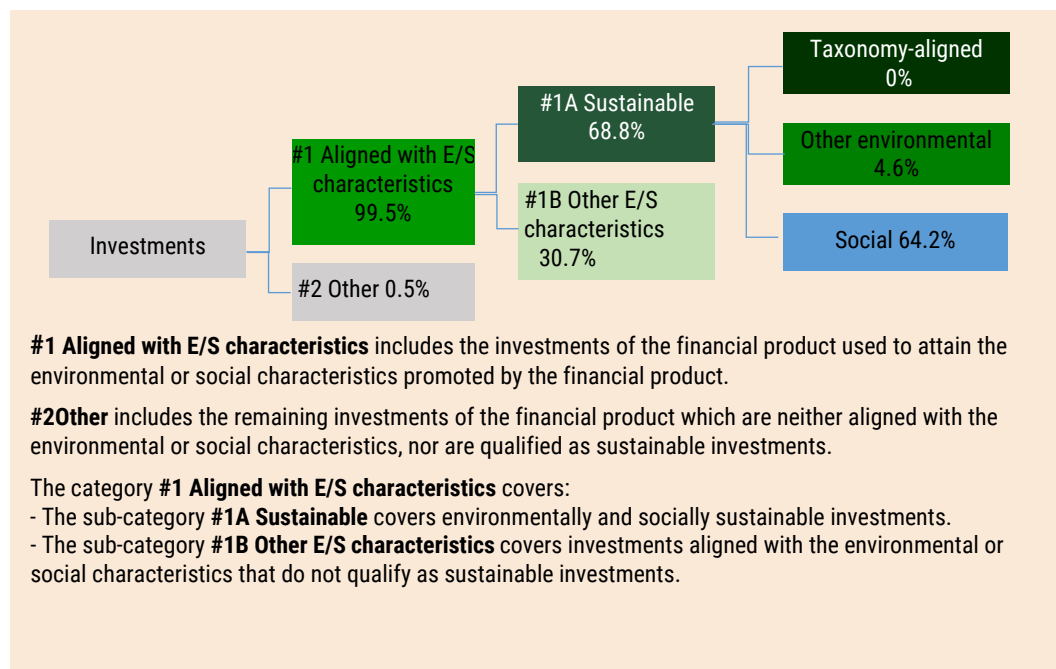 Taxonomy-aligned
0%
#1A Sustainable
68.8%
Other environmental
4.6%
#1 Aligned with E/S
characteristics
99.5%
#1B Other E/S
characteristics
30.7%
Investments
Social 64.2%
#2 Other 0.5%
#1 Aligned with E/S characteristics includes the investments of the financial product used to attain the
environmental or social characteristics promoted by the financial product.
#2Other includes the remaining investments of the financial product which are neither aligned with the
environmental or social characteristics, nor are qualified as sustainable investments.
The category #1 Aligned with E/S characteristics covers:
- The sub-category #1A Sustainable covers environmentally and socially sustainable investments.
- The sub-category #1B Other E/S characteristics covers investments aligned with the environmental or
social characteristics that do not qualify as sustainable investments.